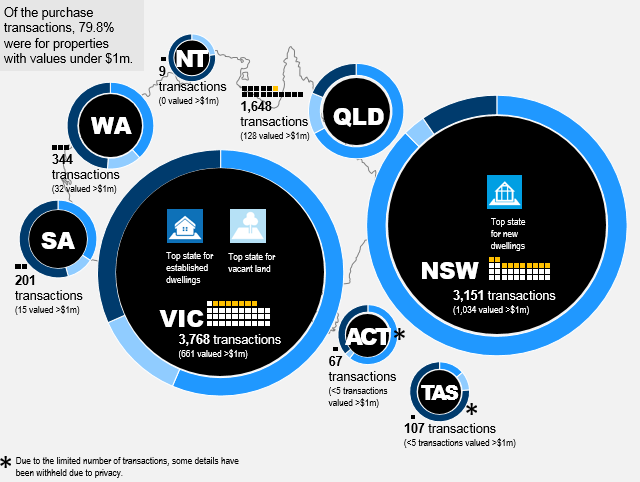 Of the purchase
transactions, 79.8%
were for properties
with values under $1m.
NT
9
transactions
(0 valued >$1m)
WA
344
transactions
(32 valued >$1m)
1,648
transactions
(128 valued >$1m)
QLD
SA
201
transactions
(15 valued >$1m)
Top state for
established
dwellings
Top state for
vacant land
VIC
3,768 transactions
(661 valued >$1m)
Top state
for new
dwellings
NSW
3,151 transactions
(1,034 valued >$1m)
ACT*
67
transactions
(<5 transactions
valued >$1m)
TAS
*
107 transactions
(<5 transactions valued >$1m)
* Due to the limited number of transactions, some details have
been withheld due to privacy.